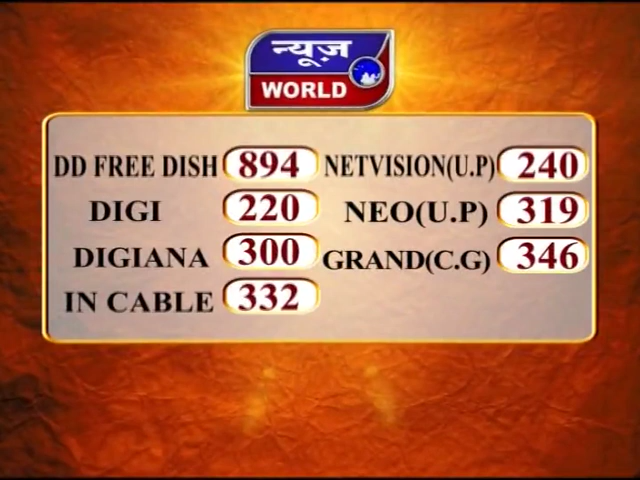 न्यूज़
WORLD
DD FREE DISH 894 NETVISION(U.P) 240
DIGI 220 NEO(U.P) 319
DIGIANA 300 GRAND(C.G) 346
IN CABLE 332